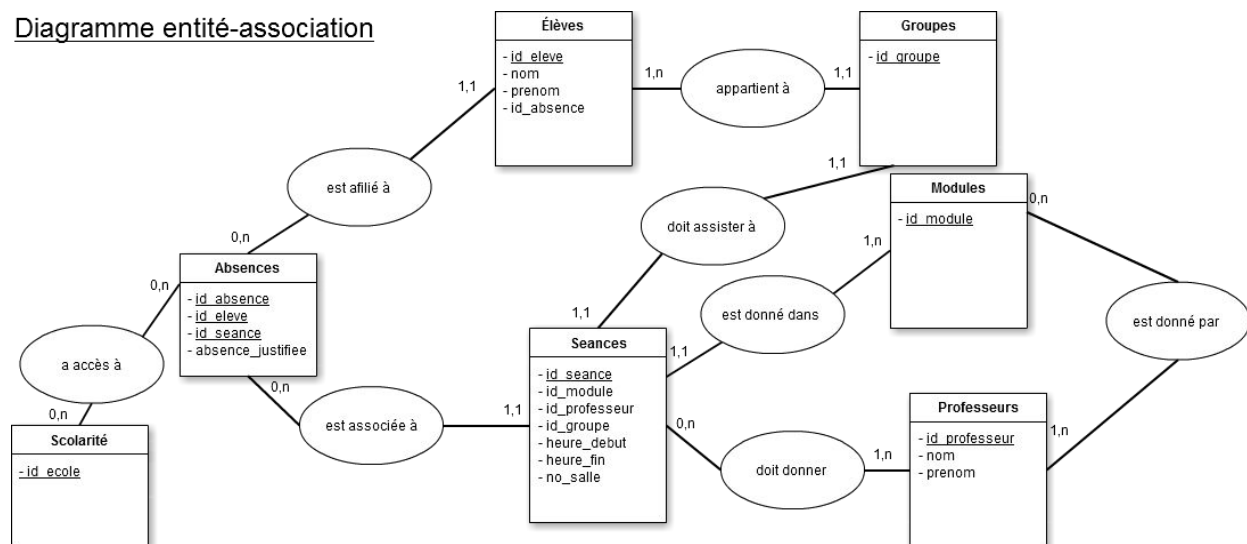 Diagramme entité-association
Élèves
- id_eleve
- nom
- prenom
- id_absence
1,1
1,n
appartient à
1,1
Groupes
- id_groupe
est afilié à
0,n
1,1
doit assister à
1,1
Modules
- id_module
0,n
1,n
est donné dans
1,1
est donné par
1,n
Absences
- id_absence
- id_eleve
- id_seance
- absence_justifiee
0,n
0,n
a accès à
0,n
Scolarité
- id_ecole
est associée à
1,1
Seances
- id_seance
- id_module
- id_professeur
- id_groupe
- heure_debut
- heure_fin
- no_salle
0,n
doit donner
1,n
Professeurs
- id_professeur
- nom
- prenom